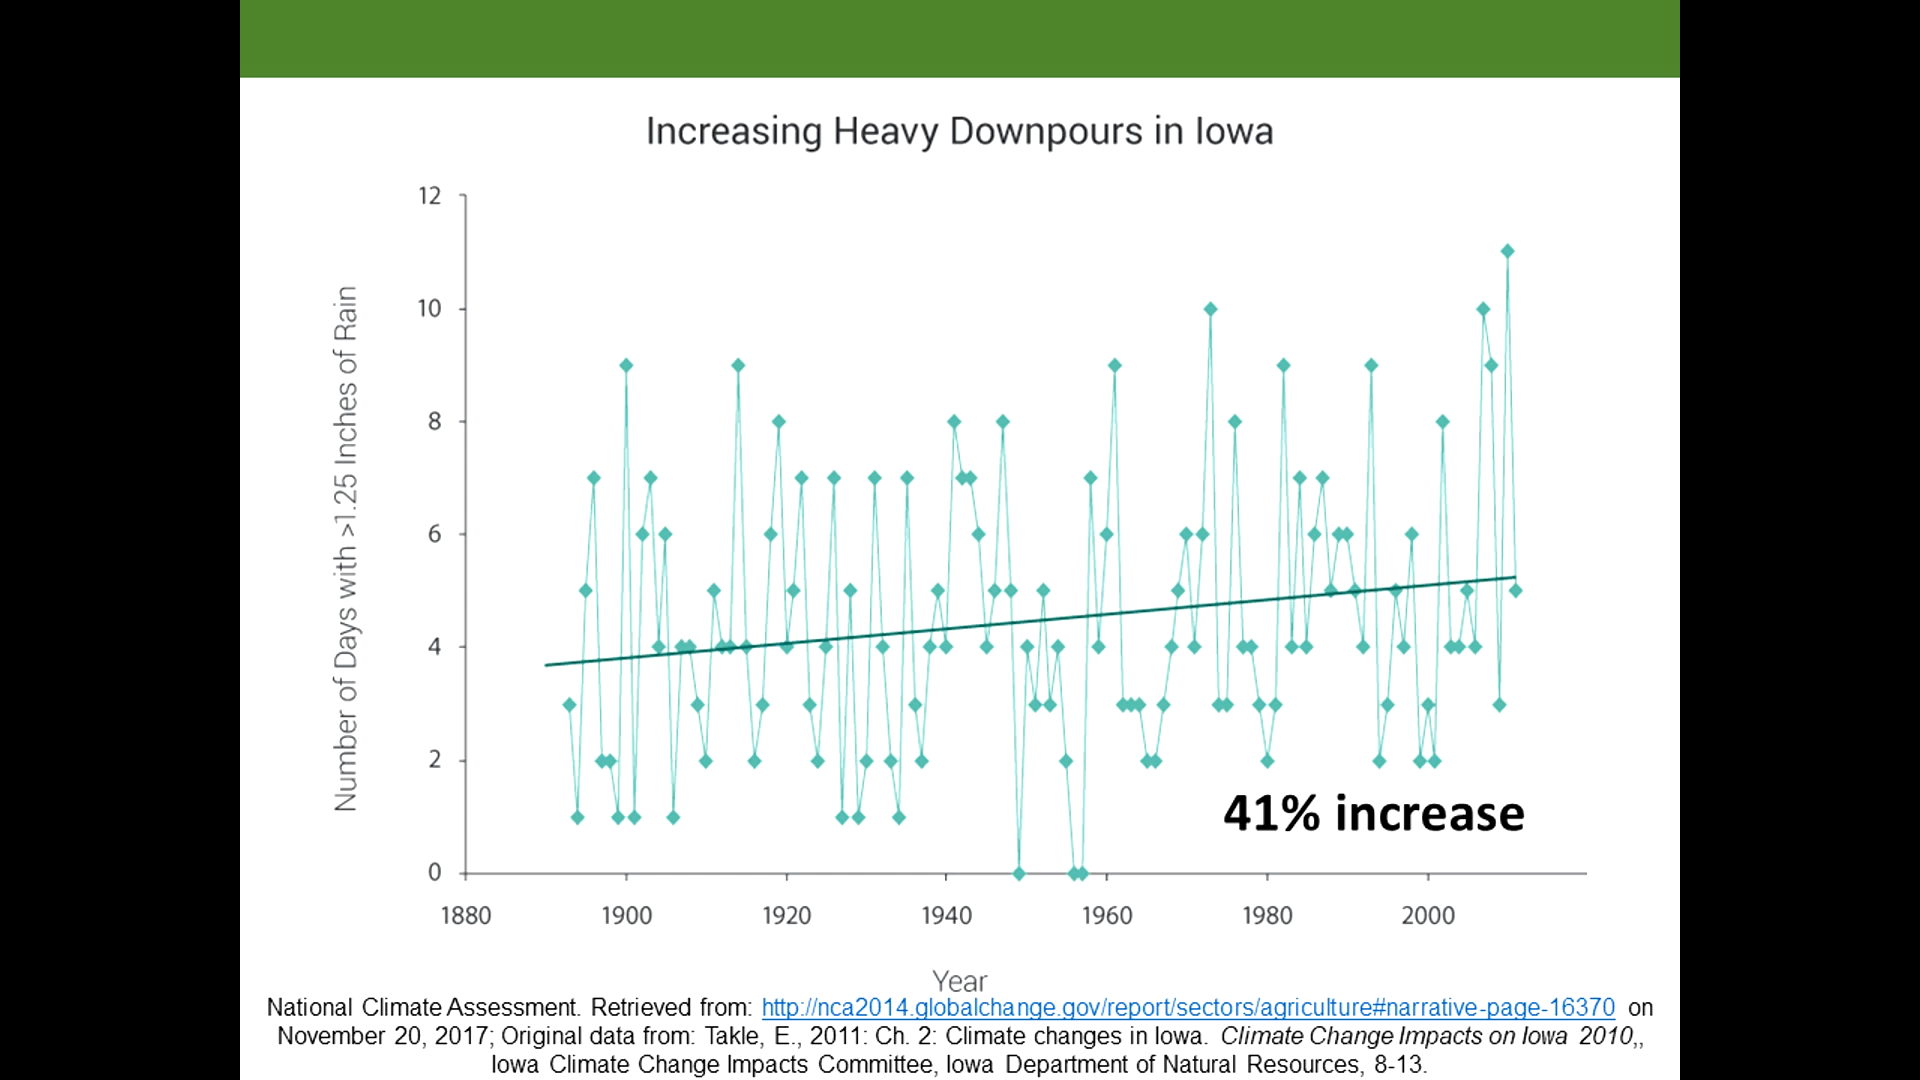 Increasing Heavy Downpours in Iowa
Number of Days with >1.25 Inches of Rain
12
10
8
6
4
2
0
41% increase
1880 1900 1920 1940 1960 1980 2000
Year
National Climate Assessment. Retrieved from: http://nca2014.globalchange.gov/report/sectors/agriculture#narrative-page-16370 on
November 20, 2017; Original data from: Takle, E., 2011: Ch. 2: Climate changes in Iowa. Climate Change Impacts on Iowa 2010,,
Iowa Climate Change Impacts Committee, Iowa Department of Natural Resources, 8-13.